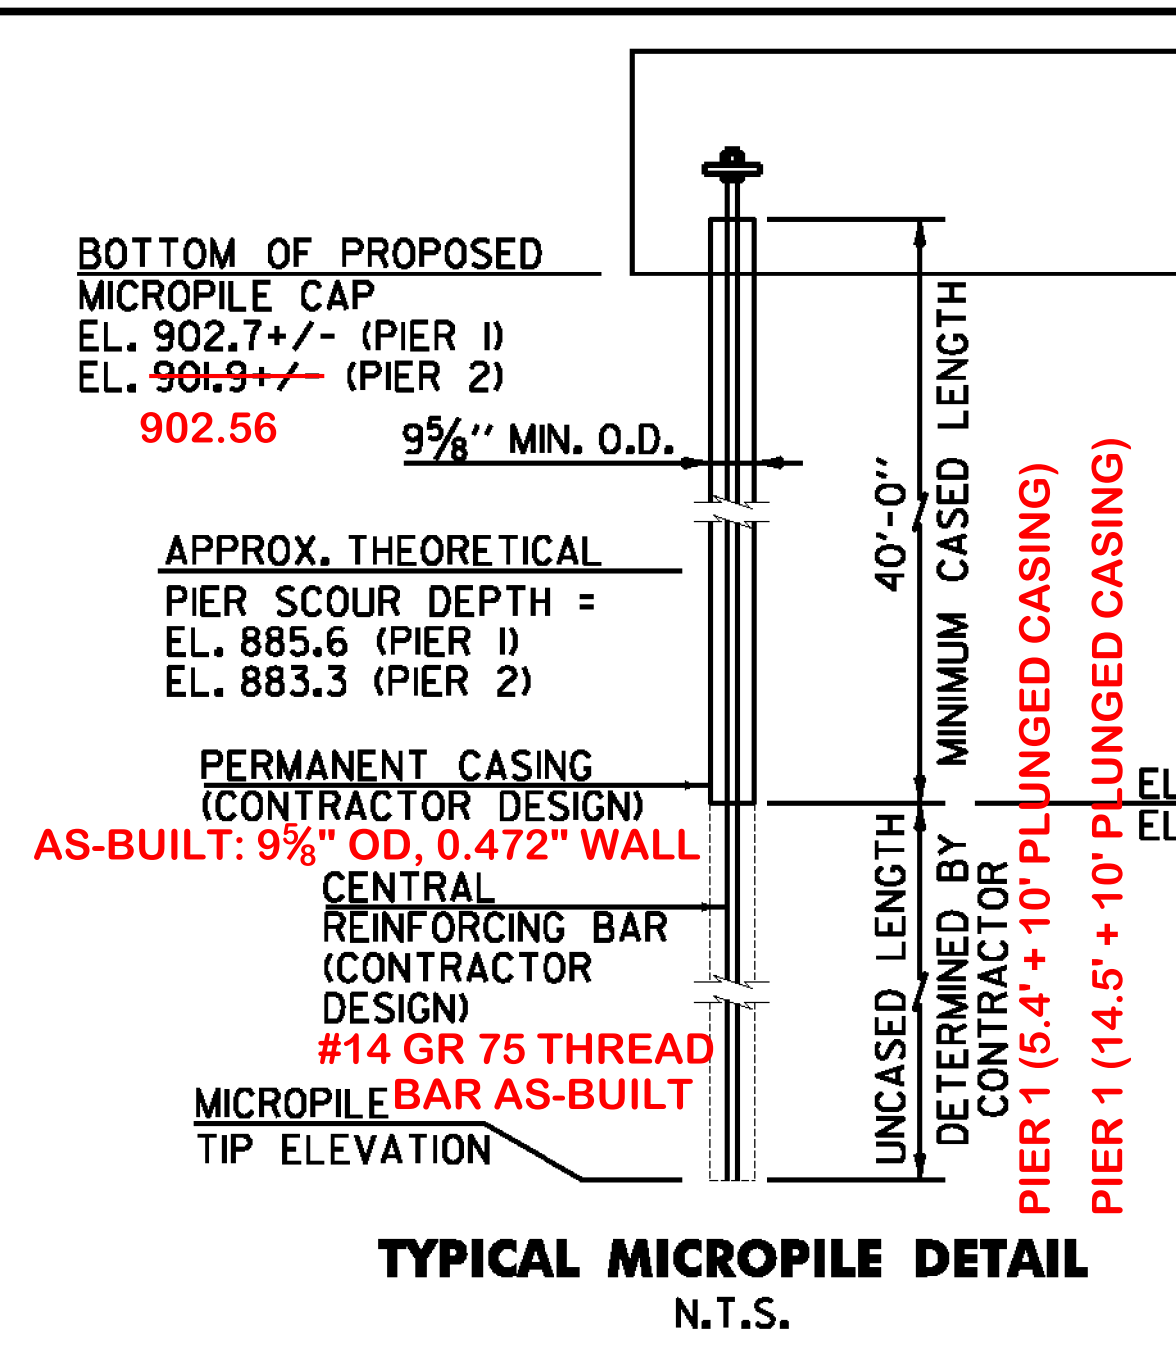 BOTTOM OF PROPOSED
MICROPILE CAP
EL. 902.7+/- (PIER 1)
EL. 901.9+/- (PIER 2)
902.56
9⅝'' MIN. O.D.
APPROX. THEORETICAL
PIER SCOUR DEPTH =
EL. 885.6 (PIER 1)
EL. 883.3 (PIER 2)
PERMANENT CASING
(CONTRACTOR DESIGN)
AS-BUILT: 9⅝" OD, 0.472" WALL
CENTRAL
REINFORCING BAR
(CONTRACTOR
DESIGN)
#14 GR 75 THREAD
BAR AS-BUILT
MICROPILE
TIP ELEVATION
40'-0''
MINIMUM CASED LENGTH
UNCASED LENGTH
DETERMINED BY
CONTRACTOR
PIER 1 (5.4' + 10' PLUNGED CASING)
PIER 1 (14.5' + 10' PLUNGED CASING)
EL
EL
TYPICAL MICROPILE DETAIL
N.T.S.